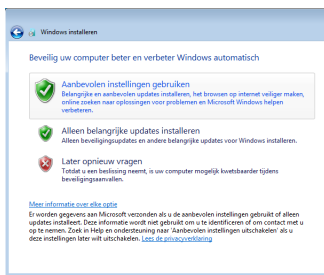 Windows installeren
Beveilig uw computer beter en verbeter Windows automatisch
Aanbevolen instellingen gebruiken
Belangrijke en aanbevolen updates installeren, het browsen op internet veiliger maken,
online zoeken naar oplossingen voor problemen en Microsoft Windows helpen
verbeteren.
Alleen belangrijke updates installeren
Alleen beveiligingsupdates en andere belangrijke updates voor Windows installeren.
Later opnieuw vragen
Totdat u een beslissing neemt, is uw computer mogelijk kwetsbaarder tijdens
beveiligingsaanvallen.
Meer informatie over elke optie
Er worden gegevens aan Microsoft verzonden als u de aanbevolen instellingen gebruikt of alleen
updates installeert. Deze informatie wordt niet gebruikt om u te identificeren of om contact met u
op te nemen. Zoek in Help en ondersteuning naar 'Aanbevolen instellingen uitschakelen' als u
deze instellingen later wilt uitschakelen. Lees de privacyverklaring